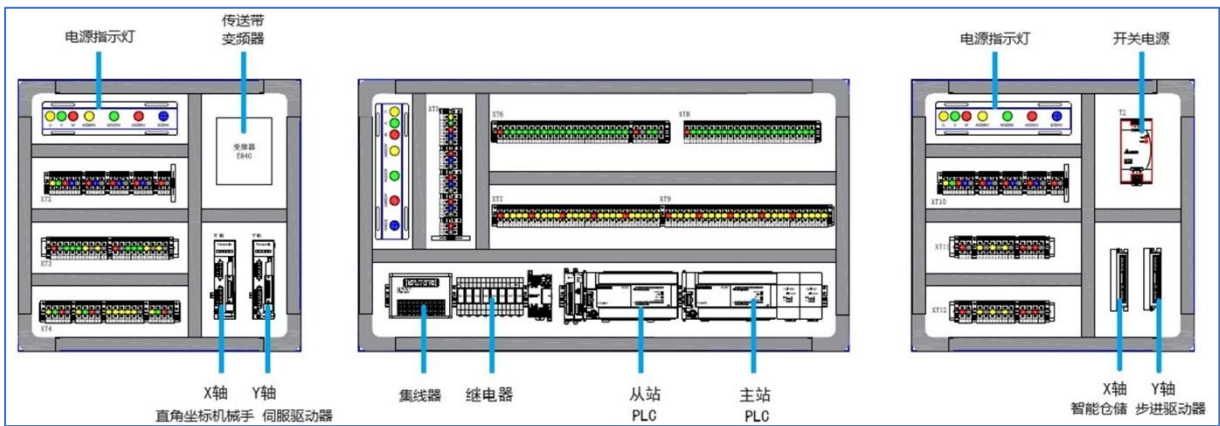 电源指示灯
传送带
变频器
电源指示灯
开关电源
变频器
E840
XT2
XT3
XT4
XT5
XT6
XT8
XT7
XT9
T2
XT10
XT11
XT12
X轴
Y轴
直角坐标机械手 伺服驱动器
集线器
继电器
从站
PLC
主站
PLC
X轴
Y轴
智能仓储 步进驱动器